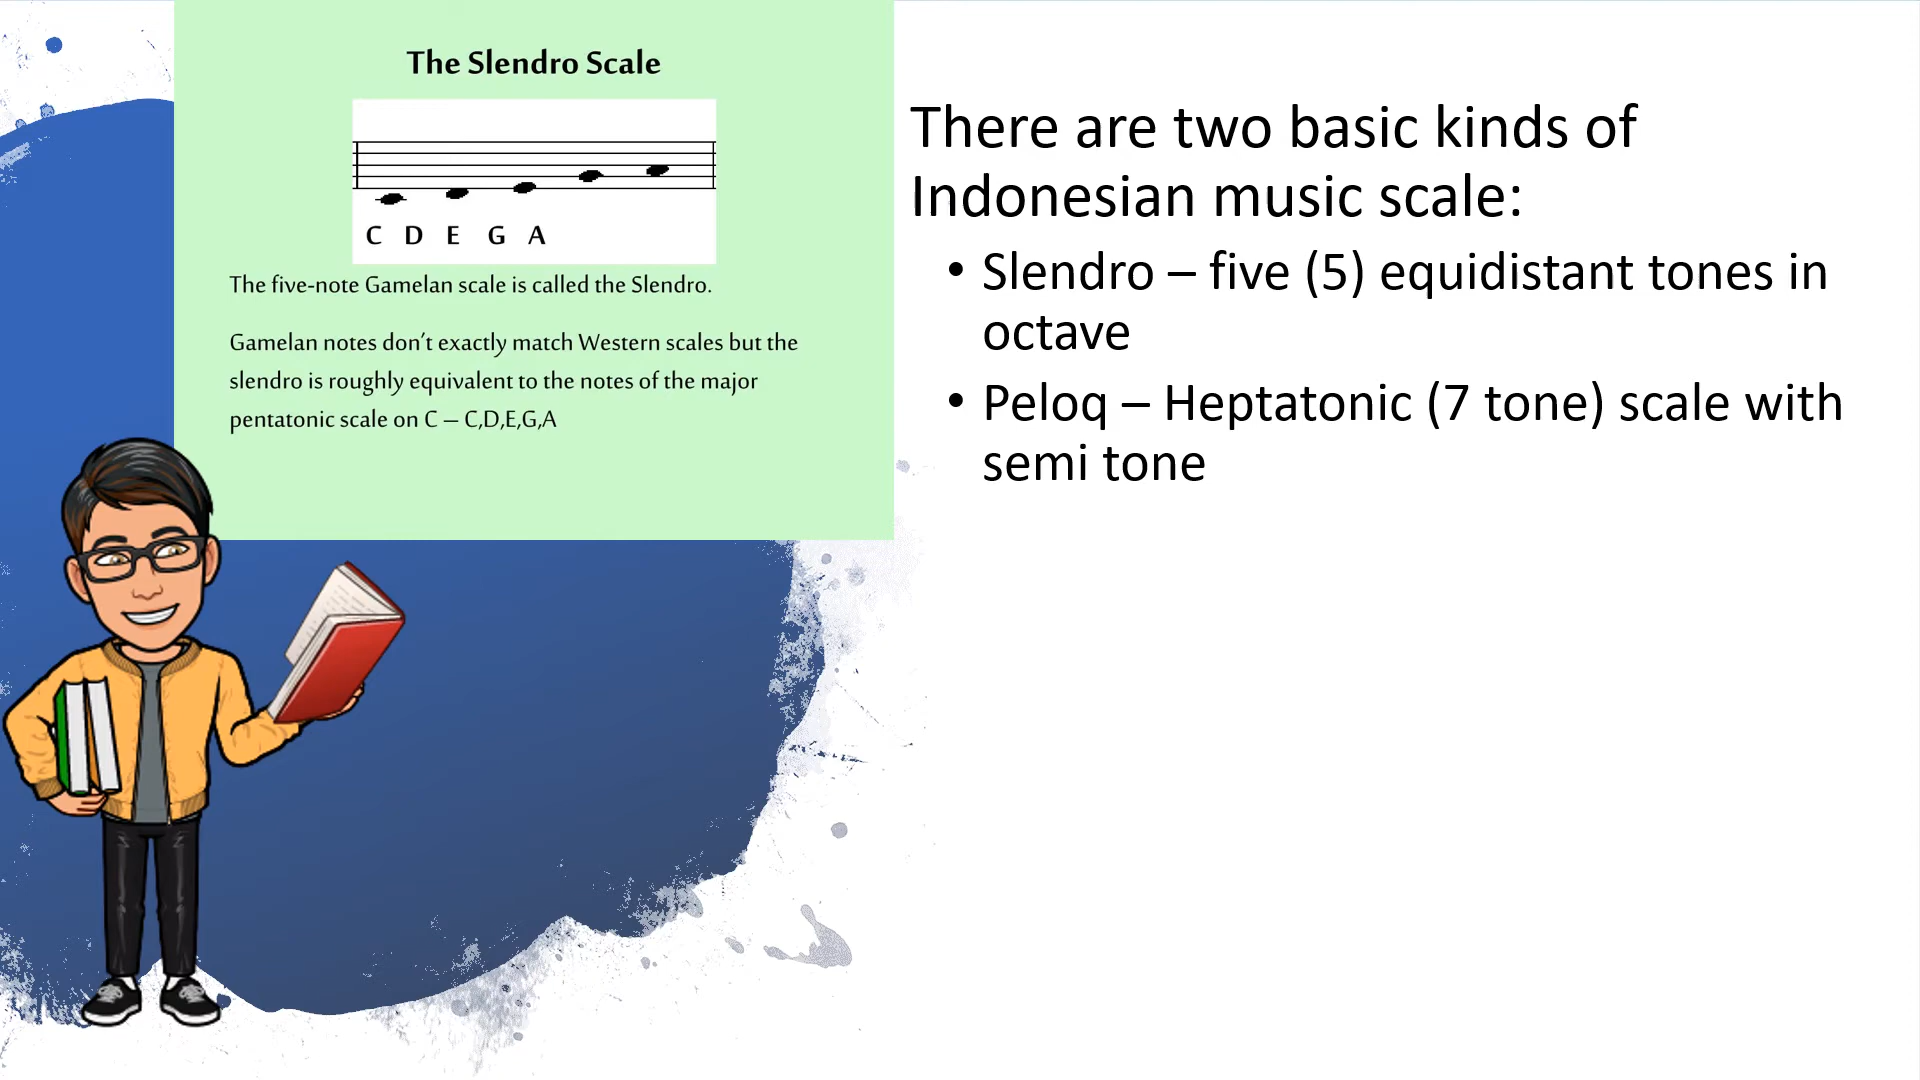 The Slendro Scale
C D E G A
The five-note Gamelan scale is called the Slendro.
Gamelan notes don’t exactly match Western scales but the
slendro is roughly equivalent to the notes of the major
pentatonic scale on C – C,D,E,G,A
There are two basic kinds of
Indonesian music scale:
• Slendro – five (5) equidistant tones in
octave
• Peloq – Heptatonic (7 tone) scale with
semi tone